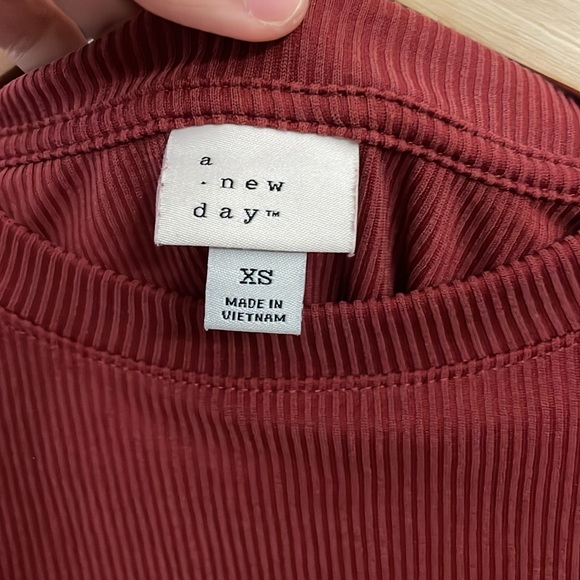 a
· new
day™
XS
MADE IN
VIETNAM